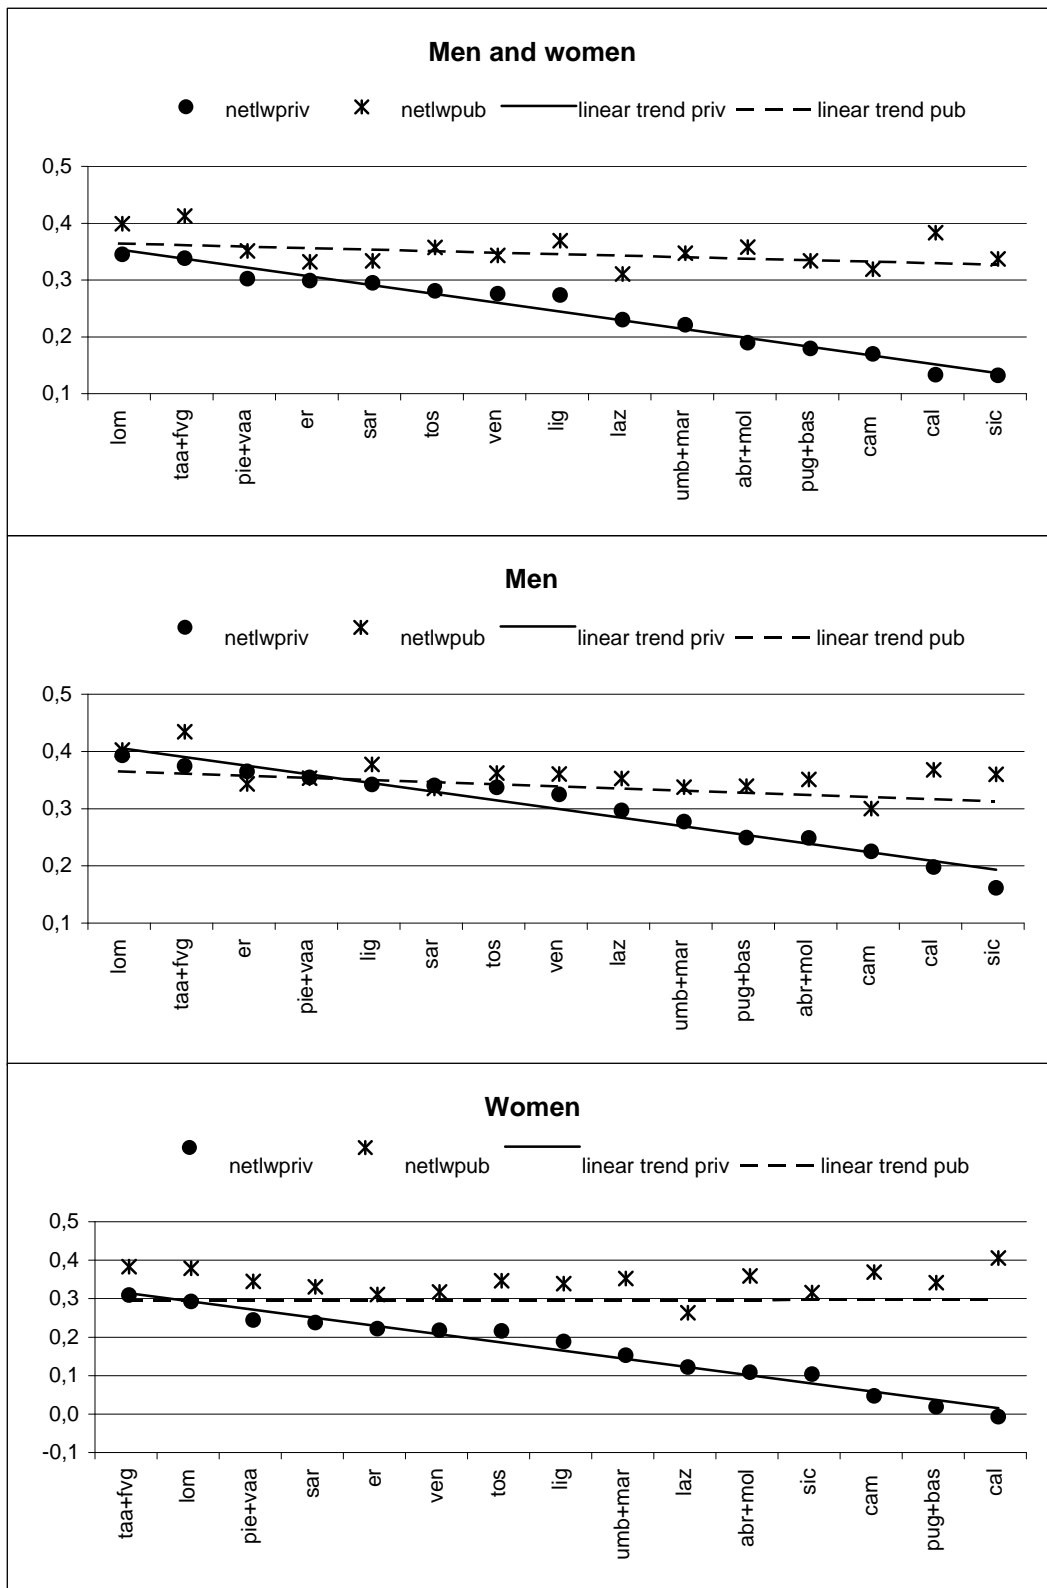 Men and women
netlwpriv netlwpub linear trend priv linear trend pub
0,5
0,4
0,3
0,2
0,1
lom taa+fvg pie+vaa er sar tos ven lig laz umb+mar abr+mol pug+bas cam cal sic
Men
netlwpriv netlwpub linear trend priv linear trend pub
0,5
0,4
0,3
0,2
0,1
lom taa+fvg er pie+vaa lig sar tos ven laz umb+mar pug+bas abr+mol cam cal sic
Women
netlwpriv netlwpub linear trend priv linear trend pub
0,5
0,4
0,3
0,2
0,1
0,0
-0,1
taa+fvg lom pie+vaa sar er ven tos lig umb+mar laz abr+mol sic cam pug+bas cal